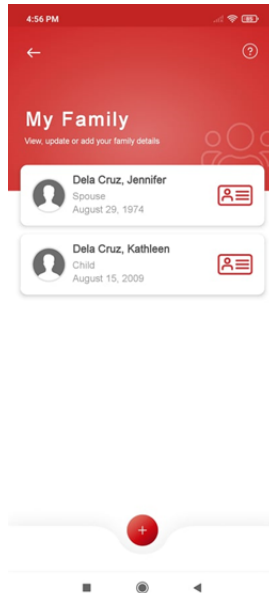 4:56 PM
85
My Family
View, update or add your family details
Dela Cruz, Jennifer
Spouse
August 29, 1974
Dela Cruz, Kathleen
Child
August 15, 2009